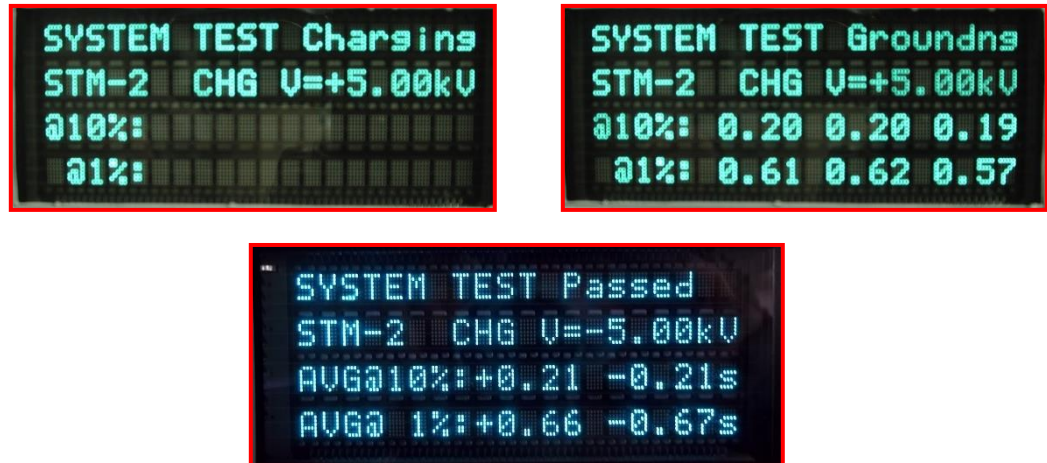 SYSTEM TEST Charging
STM-2 CHG V=+5.00kV
@10%:
@1%:
SYSTEM TEST Groundng
STM-2 CHG V=+5.00kV
@10%: 0.20 0.20 0.19
@1%: 0.61 0.62 0.57
SYSTEM TEST Passed
STM-2 CHG V=-5.00kV
AVG@10%:+0.21 -0.21s
AVG@ 1%:+0.66 -0.67s